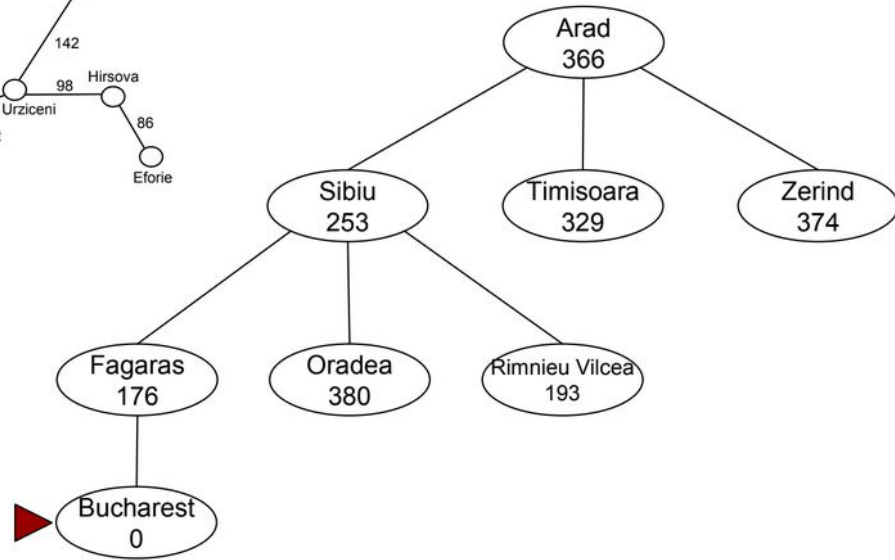 142
98
Hirsova
Urziceni
86
Eforie
Arad
366
Sibiu
253
Timisoara
329
Zerind
374
Fagaras
176
Oradea
380
Rimnieu Vilcea
193
Bucharest
0